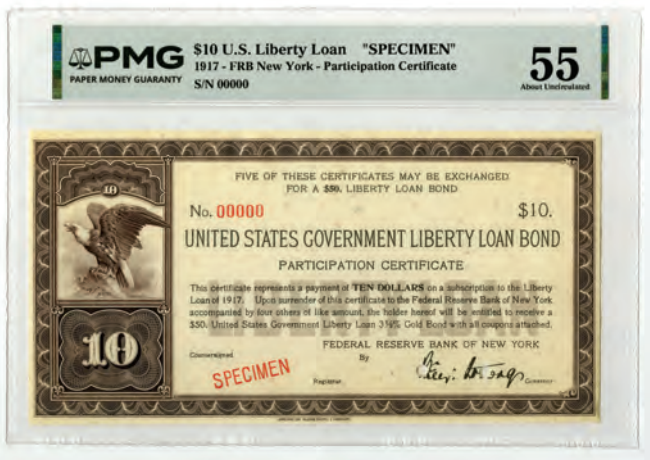 PMG
PAPER MONEY GUARANTY
$10 U.S. Liberty Loan "SPECIMEN"
1917 - FRB New York - Participation Certificate
S/N 00000
55
About Uncirculated
FIVE OF THESE CERTIFICATES MAY BE EXCHANGED
FOR A $50. LIBERTY LOAN BOND
10
No. 00000 $10.
UNITED STATES GOVERNMENT LIBERTY LOAN BOND
PARTICIPATION CERTIFICATE
This certificate represents a payment of TEN DOLLARS on a subscription to the Liberty
Loan of 1917. Upon surrender of this certificate to the Federal Reserve Bank of New York
accompanied by four others of like amount, the holder hereof will be entitled to receive a
$50. United States Government Liberty Loan 3½% Gold Bond with all coupons attached.
10
FEDERAL RESERVE BANK OF NEW YORK
Countersigned By
SPECIMEN
Registrar Governor